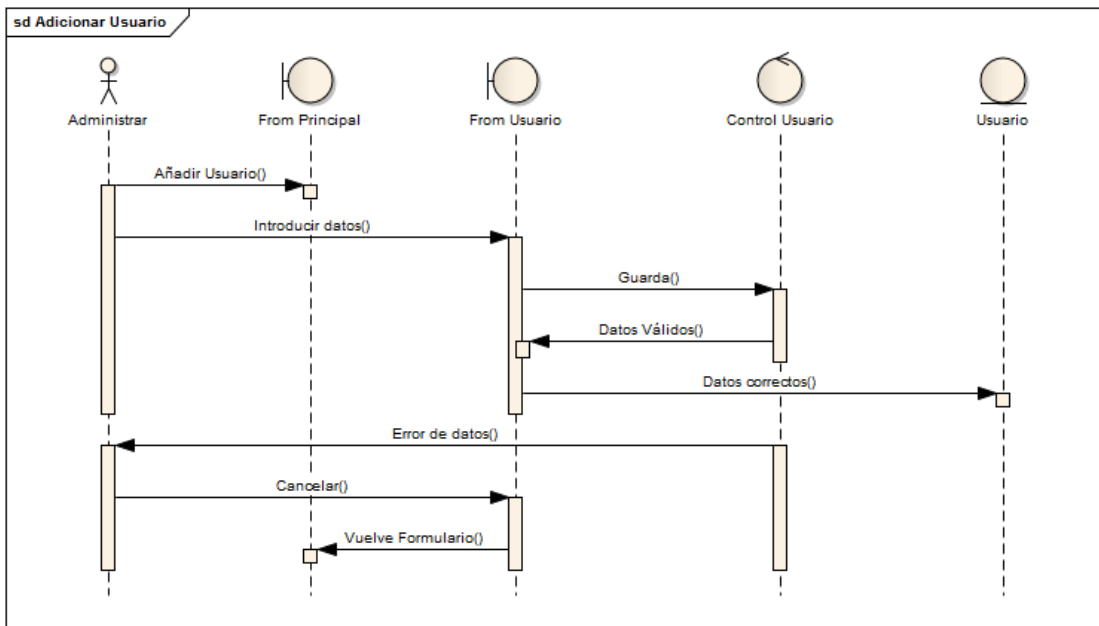 sd Adicionar Usuario
Administrar
From Principal
From Usuario
Control Usuario
Usuario
Añadir Usuario()
Introducir datos()
Guarda()
Datos Válidos()
Datos correctos()
Error de datos()
Cancelar()
Vuelve Formulario()